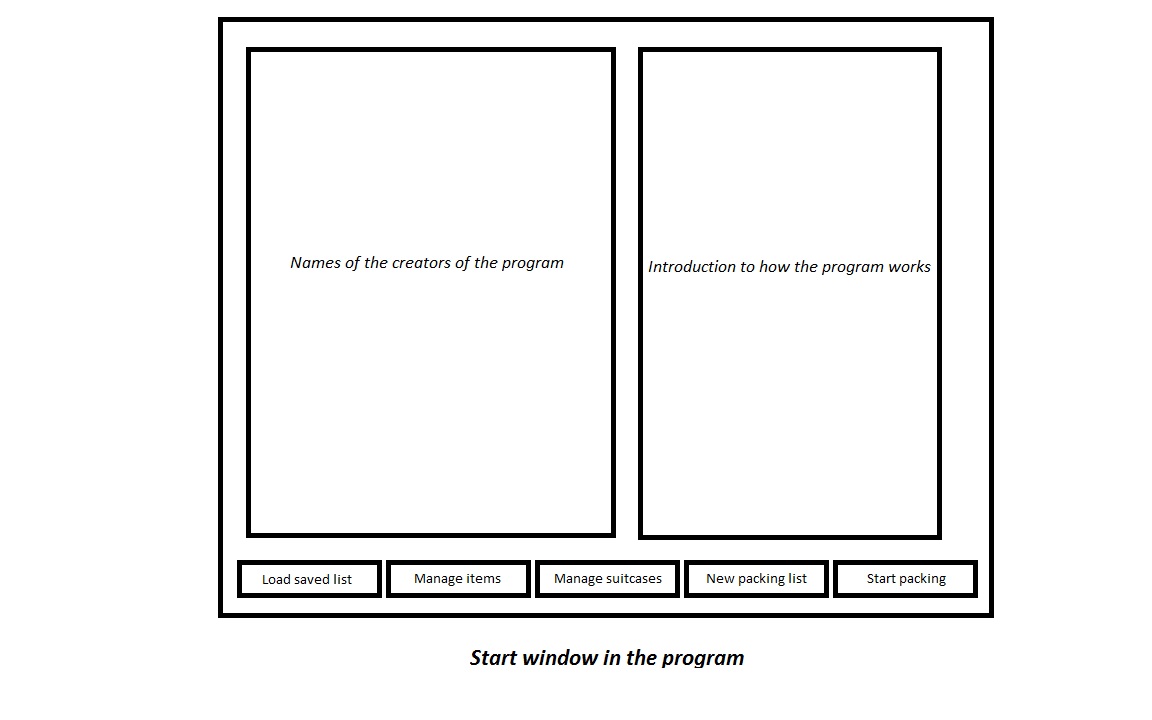 Names of the creators of the program
Introduction to how the program works
Load saved list
Manage items
Manage suitcases
New packing list
Start packing
Start window in the program